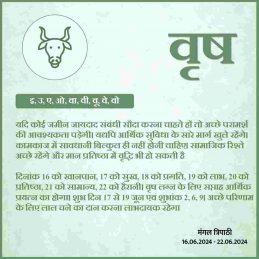 वृष
इ, उ, ए, ओ, वा, वी, वू, वे, वो
यदि कोई जमीन जायदाद संबंधी सौदा करना चाहते हों तो अच्छे परामर्श
की आवश्यकता पड़ेगी। यद्यपि आर्थिक सुविधा के सारे मार्ग खुले रहेंगे।
कामकाज में सावधानी बिल्कुल ही नहीं होनी चाहिए। सामाजिक रिश्ते
अच्छे रहेंगे और मान प्रतिष्ठा में वृद्धि भी हो सकती है
दिनांक 16 को खानपान, 17 को सुख, 18 को प्रगति, 19 को लाभ, 20 को
प्रतिष्ठा, 21 को सामान्य, 22 को हैरानी। वृष लग्न के लिए सप्ताह आर्थिक
प्रयत्न का होगा। शुभ दिन 17 से 19 जून एवं शुभांक 2, 6, 9। अच्छे परिणाम
के लिए लाल चने का दान करना लाभदायक रहेगा
मंगल त्रिपाठी
16.06.2024 - 22.06.2024